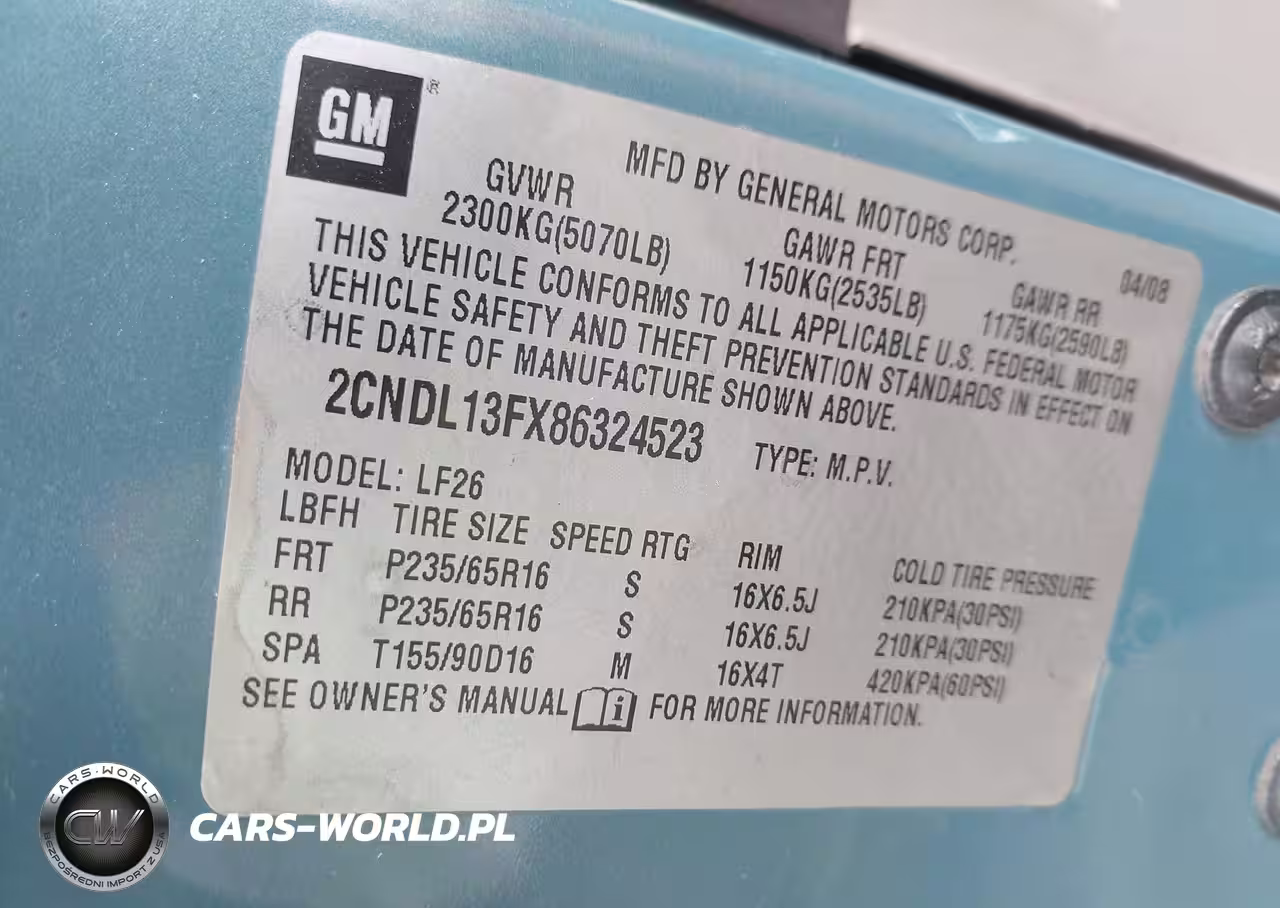 GM ®
MFD BY GENERAL MOTORS CORP. 04/08
GVWR GAWR FRT GAWR RR
2300KG(5070LB) 1150KG(2535LB) 1175KG(2590LB)
THIS VEHICLE CONFORMS TO ALL APPLICABLE U.S. FEDERAL MOTOR
VEHICLE SAFETY AND THEFT PREVENTION STANDARDS IN EFFECT ON
THE DATE OF MANUFACTURE SHOWN ABOVE.
2CNDL13FX86324523 TYPE: M.P.V.
MODEL: LF26
LBFH TIRE SIZE SPEED RTG RIM COLD TIRE PRESSURE
FRT P235/65R16 S 16X6.5J 210KPA(30PSI)
RR P235/65R16 S 16X6.5J 210KPA(30PSI)
SPA T155/90D16 M 16X4T 420KPA(60PSI)
SEE OWNER'S MANUAL i FOR MORE INFORMATION.
CARS-WORLD
CW
BEZPOŚREDNI IMPORT Z USA
CARS-WORLD.PL